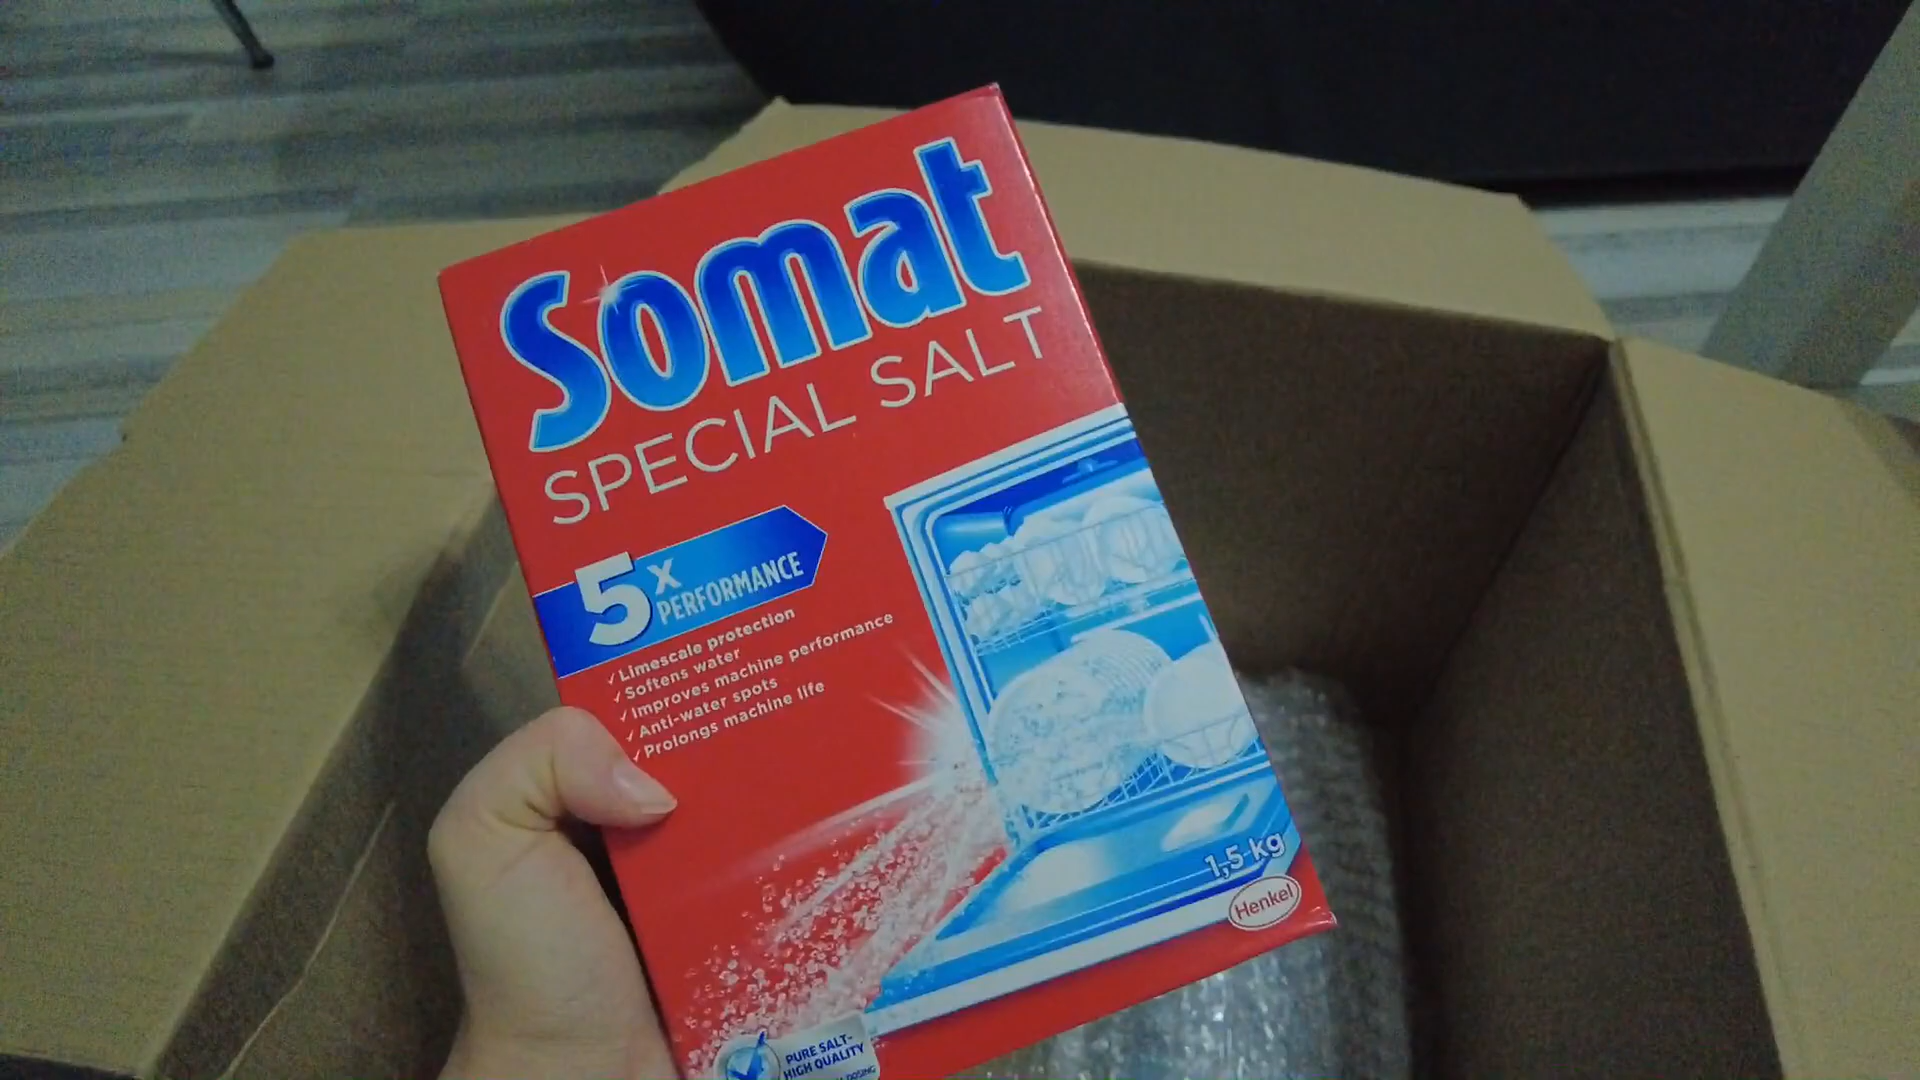 Somat
SPECIAL SALT
5x PERFORMANCE
✓Limescale protection
✓Softens water
✓Improves machine performance
✓Anti-water spots
✓Prolongs machine life
1,5 kg
Henkel
PURE SALT-
HIGH QUALITY
DOSING